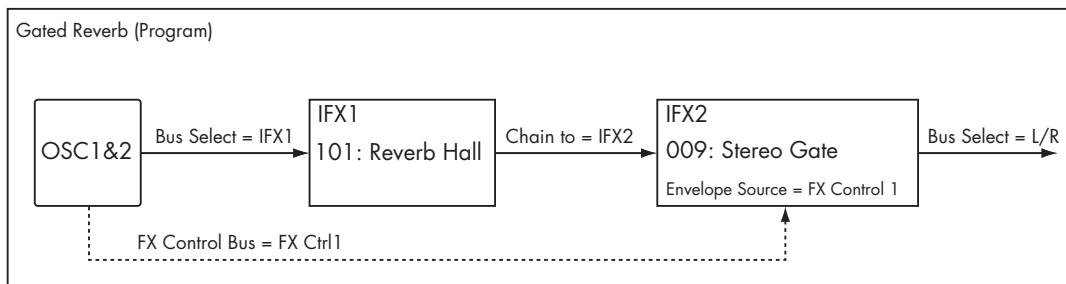 Gated Reverb (Program)
OSC1&2
Bus Select = IFX1
IFX1
101: Reverb Hall
Chain to = IFX2
IFX2
009: Stereo Gate
Envelope Source = FX Control 1
Bus Select = L/R
FX Control Bus = FX Ctrl1